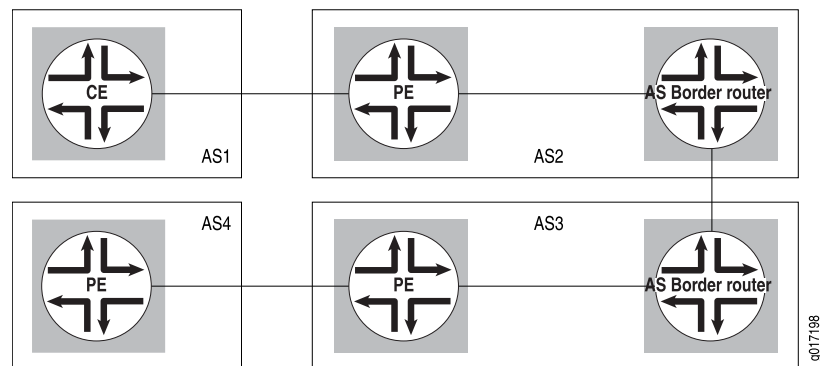 CE
PE
AS Border router
AS1
AS2
AS4
AS3
PE
PE
AS Border router
g017198